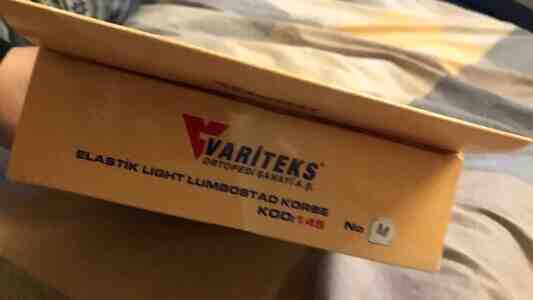 VARİTEKS
ORTOPEDİ SANAYİ A.Ş.
ELASTİK LIGHT LUMBOSTAD KORSE
KOD:145 No: M